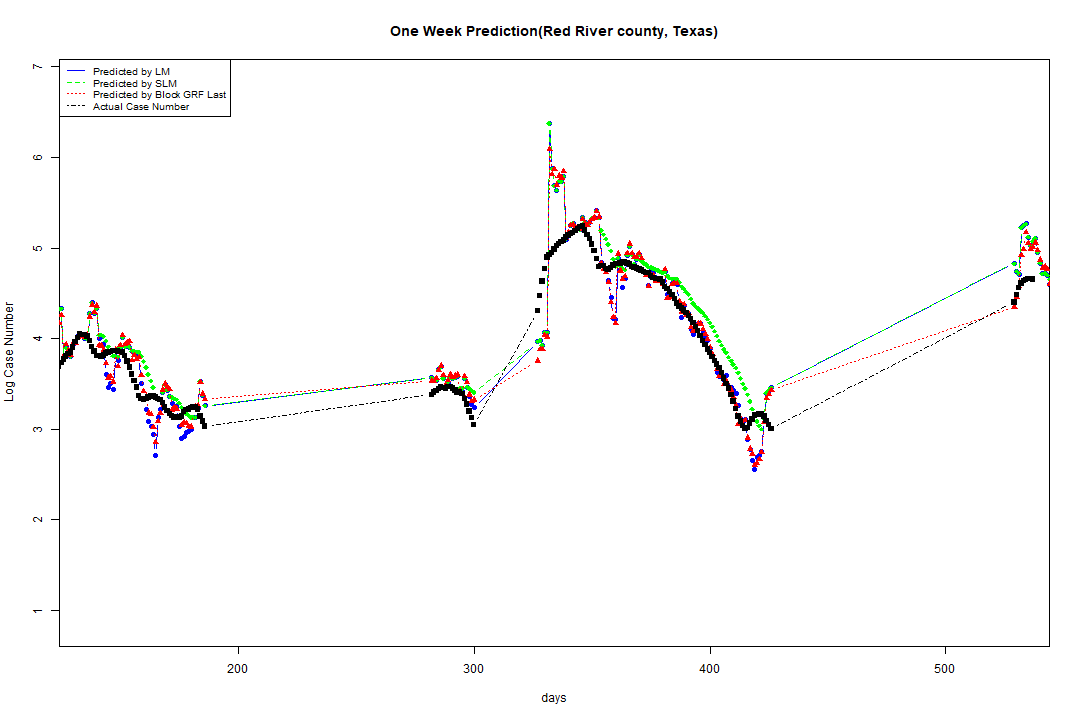 One Week Prediction(Red River county, Texas)
Predicted by LM
Predicted by SLM
Predicted by Block GRF Last
Actual Case Number
7
6
5
4
3
2
1
Log Case Number
200
300
400
500
days